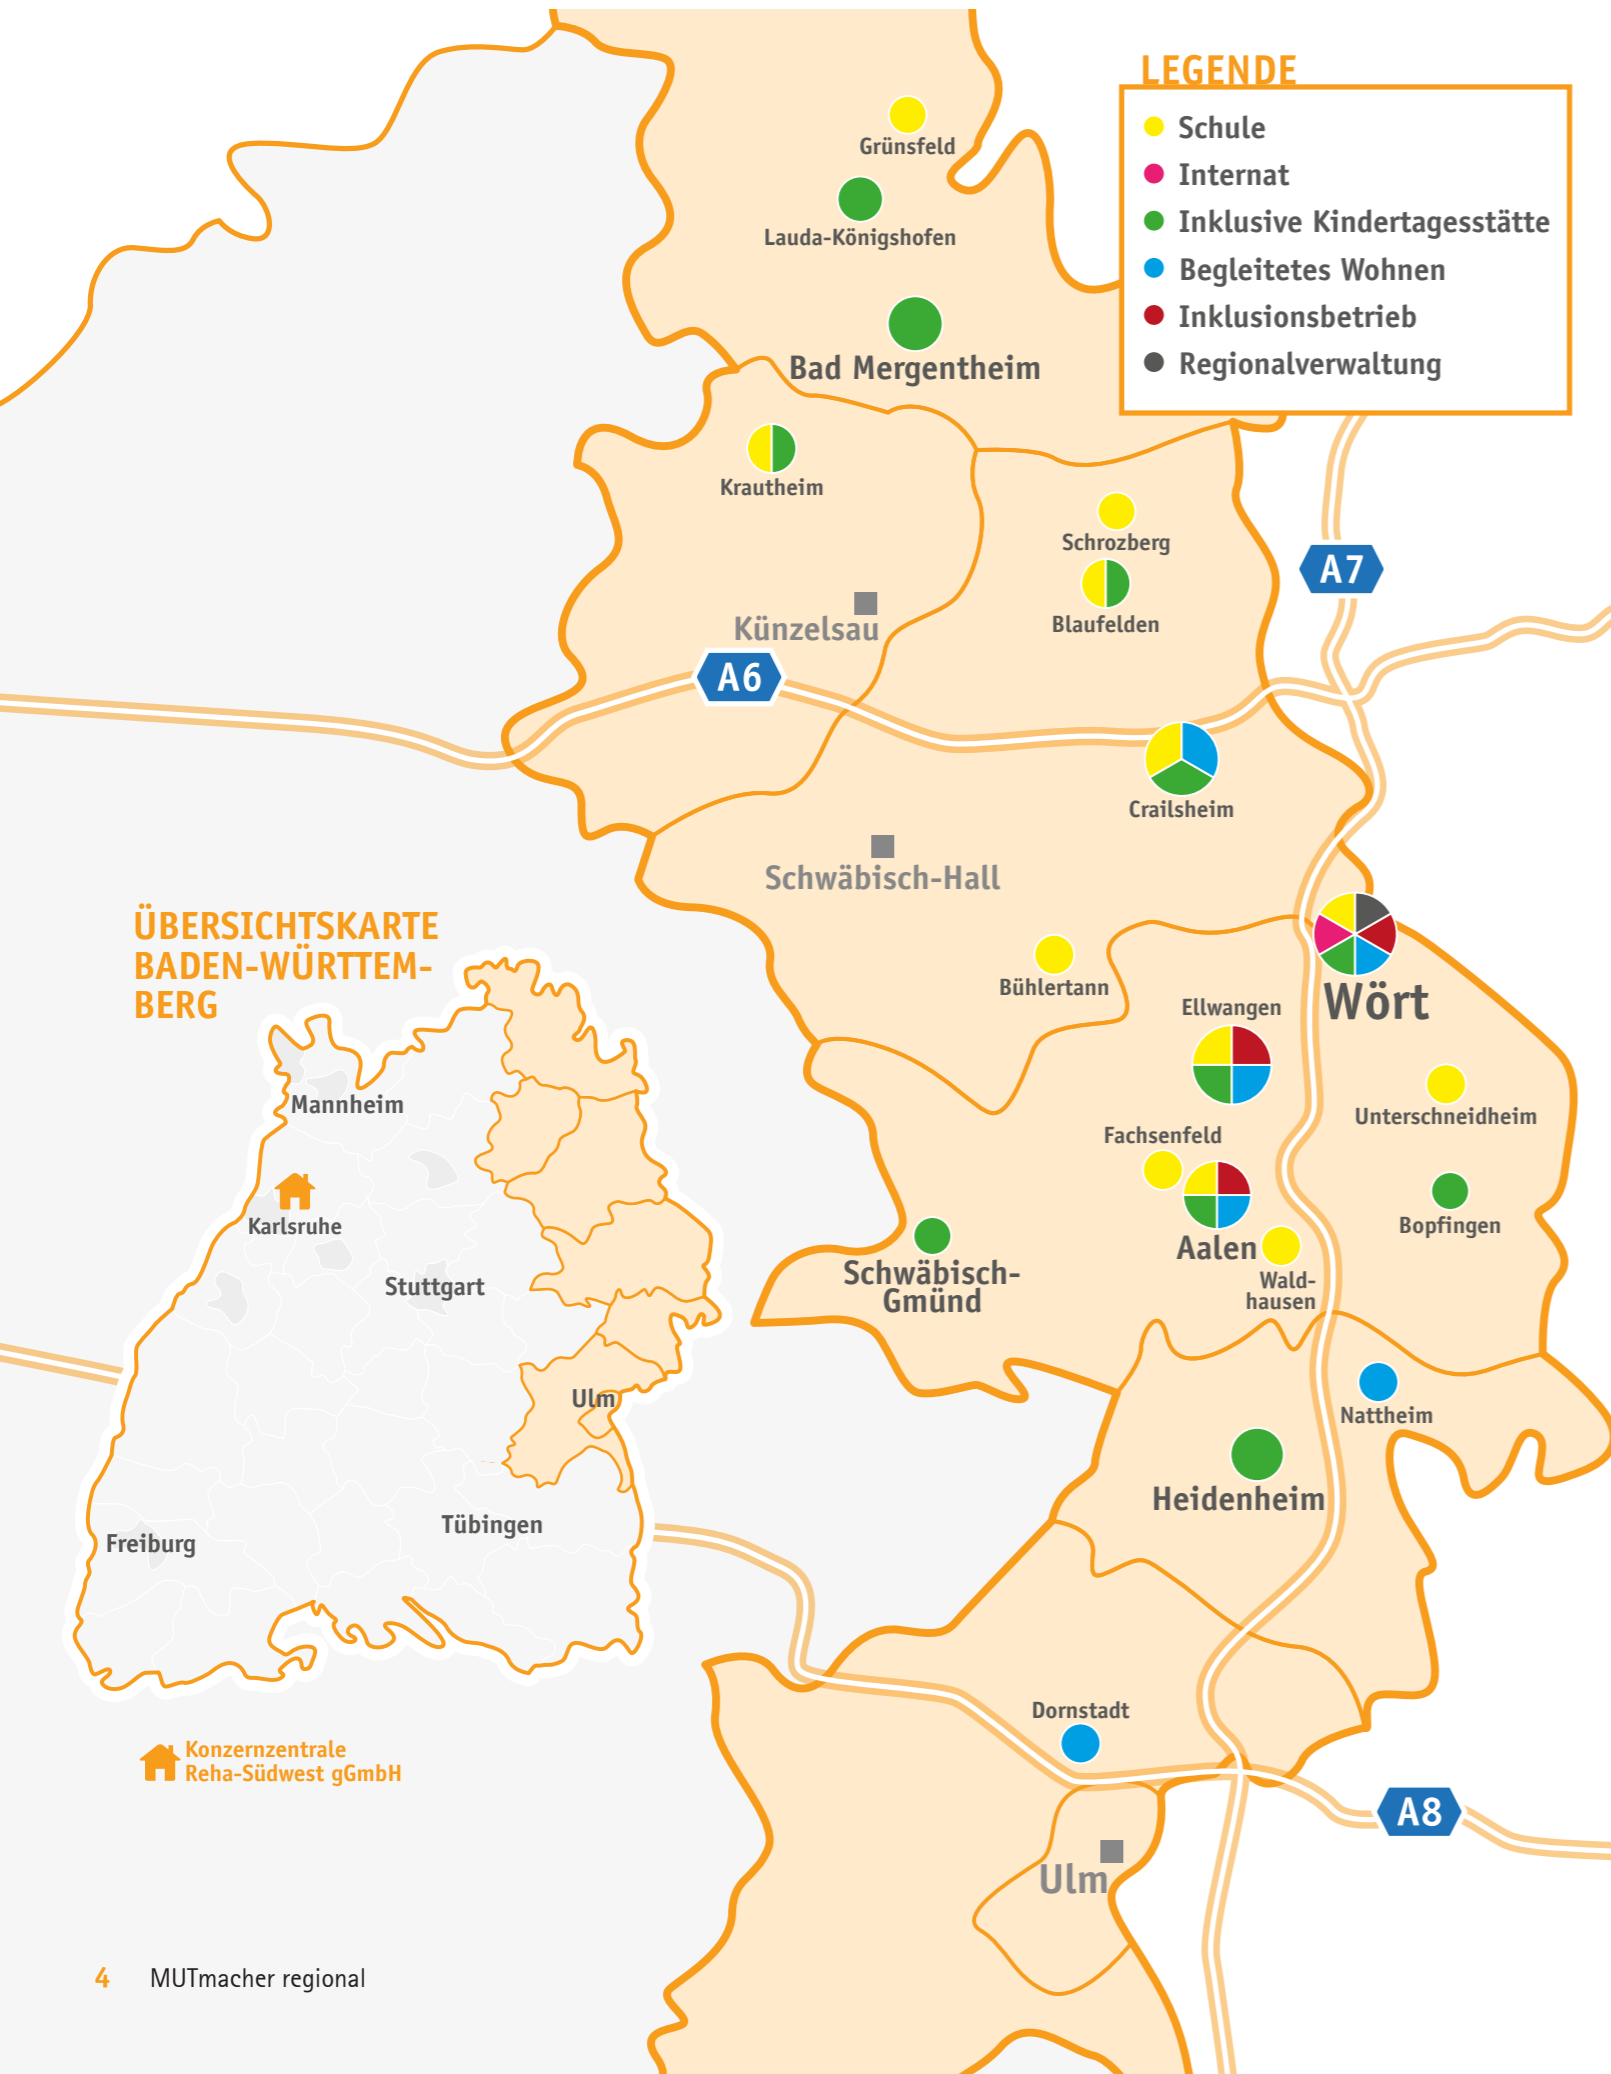 LEGENDE
Schule
Internat
Inklusive Kindertagesstätte
Begleitetes Wohnen
Inklusionsbetrieb
Regionalverwaltung
Grünsfeld
Lauda-Königshofen
Bad Mergentheim
Krautheim
Schrozberg
A7
Blaufelden
Künzelsau
A6
Crailsheim
Schwäbisch-Hall
Bühlertann
Wört
Ellwangen
Unterschneidheim
Fachsenfeld
Bopfingen
Aalen
Schwäbisch-
Gmünd
Wald-
hausen
Nattheim
Heidenheim
Dornstadt
A8
Ulm
ÜBERSICHTSKARTE
BADEN-WÜRTTEM-
BERG
Mannheim
Karlsruhe
Stuttgart
Ulm
Tübingen
Freiburg
Konzernzentrale
Reha-Südwest gGmbH
4 MUTmacher regional